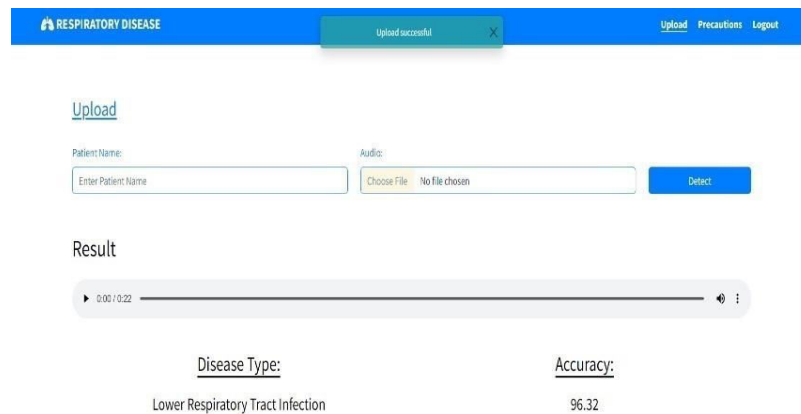 RESPIRATORY DISEASE
Upload successful X
Upload Precautions Logout
Upload
Patient Name: Audio:
Enter Patient Name Choose File No file chosen Detect
Result
0:00 / 0:22
Disease Type: Accuracy:
Lower Respiratory Tract Infection 96.32